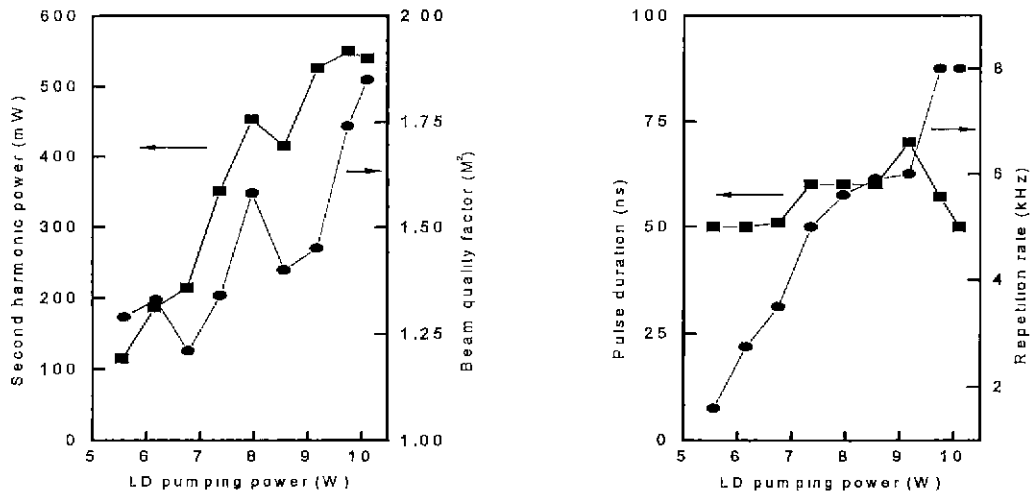 600
500
400
300
200
100
0
Second harmonic power (mW)
5 6 7 8 9 10
LD pumping power (W)
2.00
1.75
1.50
1.25
1.00
Beam quality factor (M²)
100
75
50
25
0
Pulse duration (ns)
5 6 7 8 9 10
LD pumping power (W)
8
6
4
2
Repetition rate (kHz)